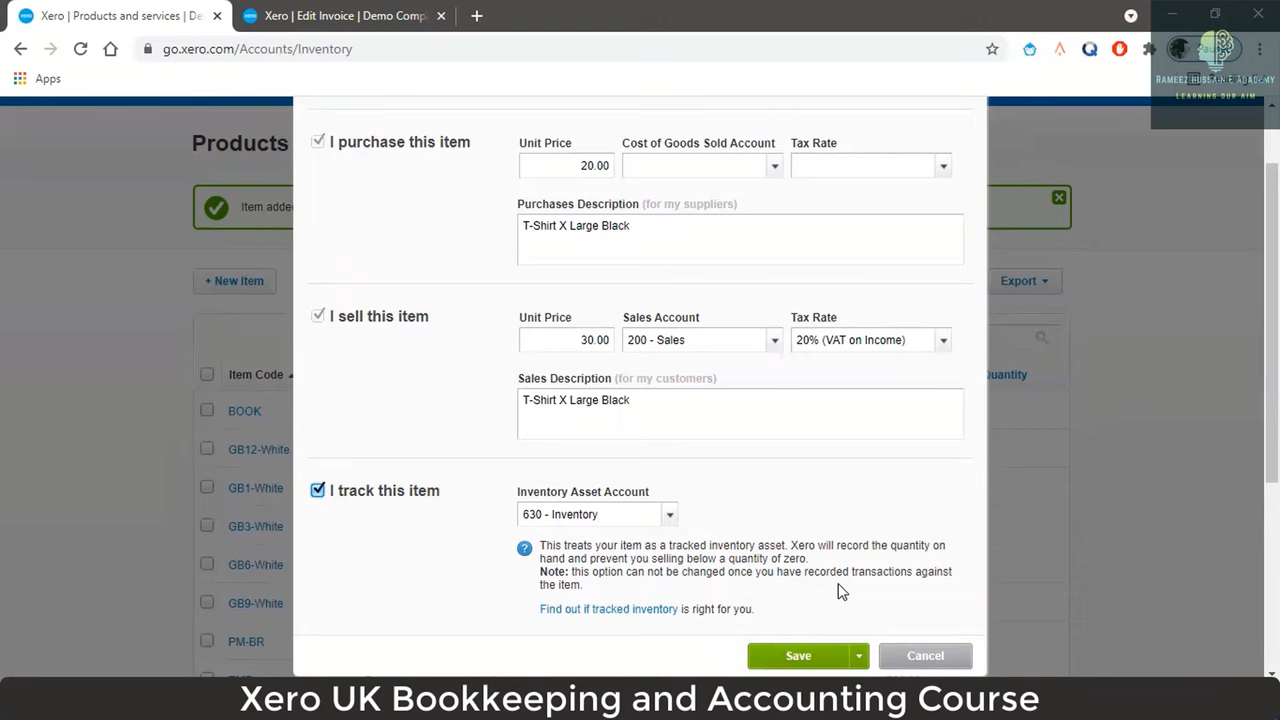 Xero | Products and services | De
Xero | Edit Invoice | Demo Comp
go.xero.com/Accounts/Inventory
Apps
RAMEEZ HUSSAIN E ACADEMY
LEARNING OUR AIM
Products
Item added
+ New Item
Export
Item Code
Quantity
BOOK
GB12-White
GB1-White
GB3-White
GB6-White
GB9-White
PM-BR
I purchase this item
Unit Price Cost of Goods Sold Account Tax Rate
20.00
Purchases Description (for my suppliers)
T-Shirt X Large Black
I sell this item
Unit Price Sales Account Tax Rate
30.00 200 - Sales 20% (VAT on Income)
Sales Description (for my customers)
T-Shirt X Large Black
I track this item
Inventory Asset Account
630 - Inventory
This treats your item as a tracked inventory asset. Xero will record the quantity on
hand and prevent you selling below a quantity of zero.
Note: this option can not be changed once you have recorded transactions against
the item.
Find out if tracked inventory is right for you.
Save Cancel
Xero UK Bookkeeping and Accounting Course